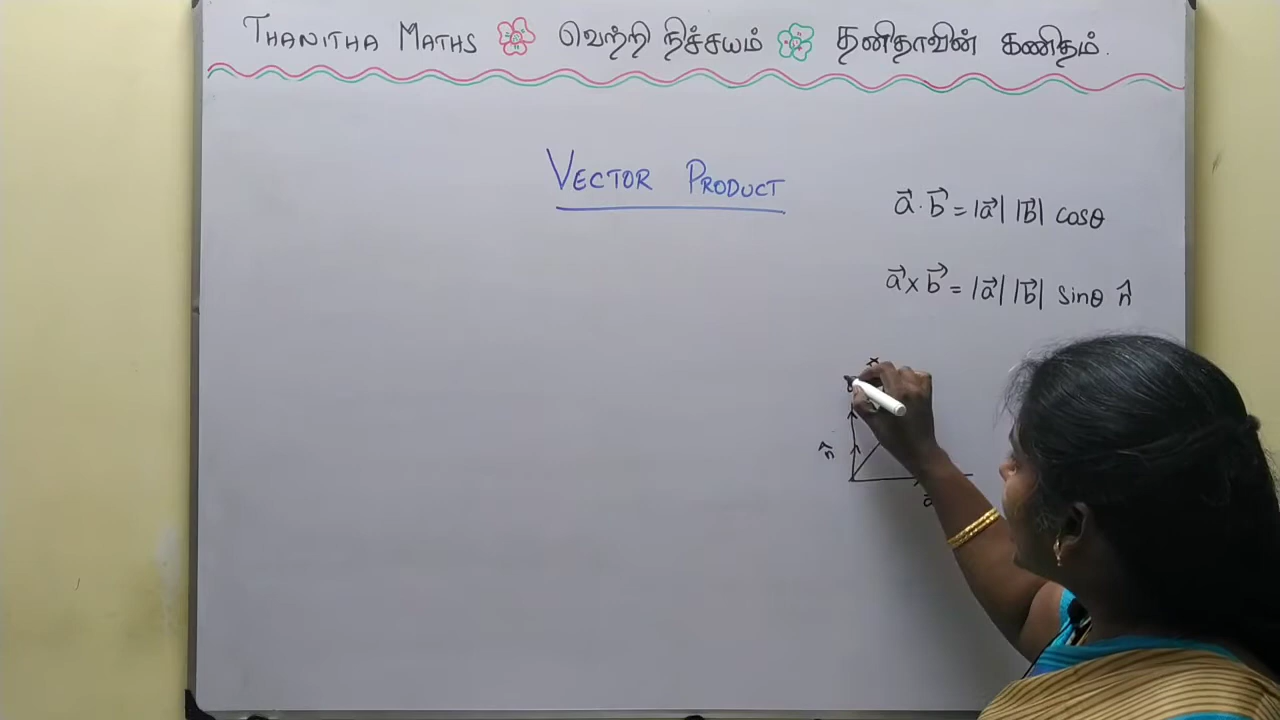 THANITHA MATHS வெற்றி நிச்சயம் தனிதாவின் கணிதம்.
VECTOR PRODUCT
a⃗ · b⃗ = |a⃗| |b⃗| cosθ
a⃗ × b⃗ = |a⃗| |b⃗| sinθ n̂
×
n̂